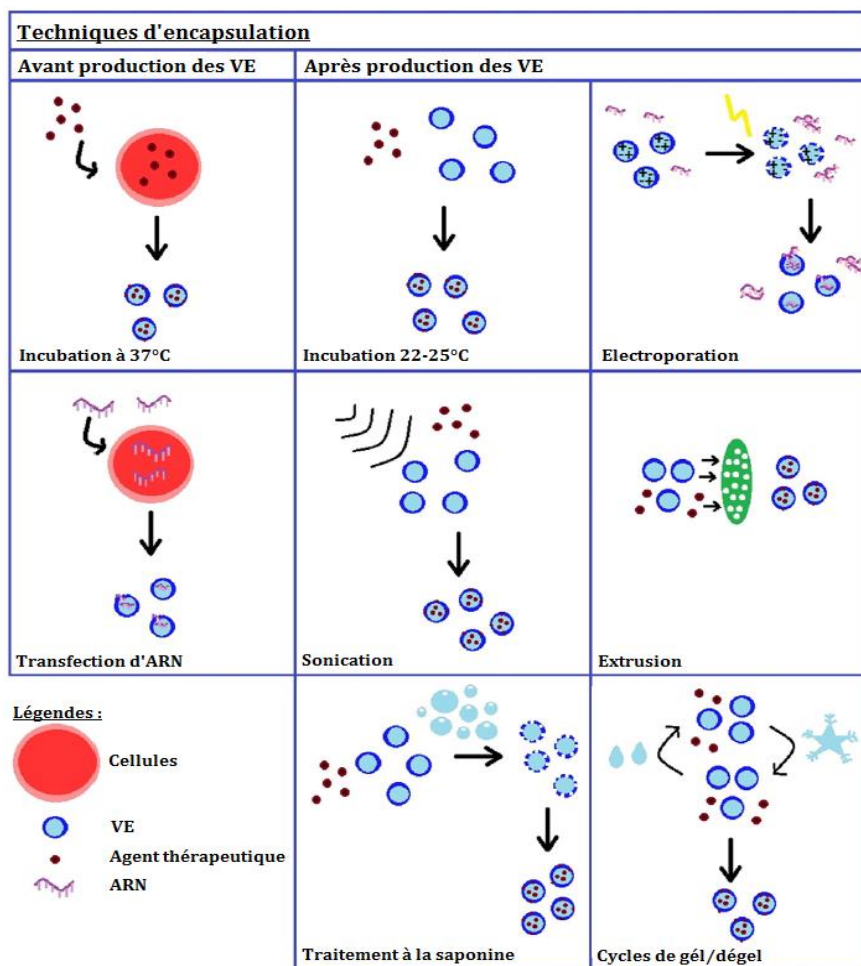 Techniques d'encapsulation
Avant production des VE
Après production des VE
Incubation à 37°C
Incubation 22-25°C
Electroporation
Transfection d'ARN
Sonication
Extrusion
Légendes :
Cellules
VE
Agent thérapeutique
ARN
Traitement à la saponine
Cycles de gél/dégel